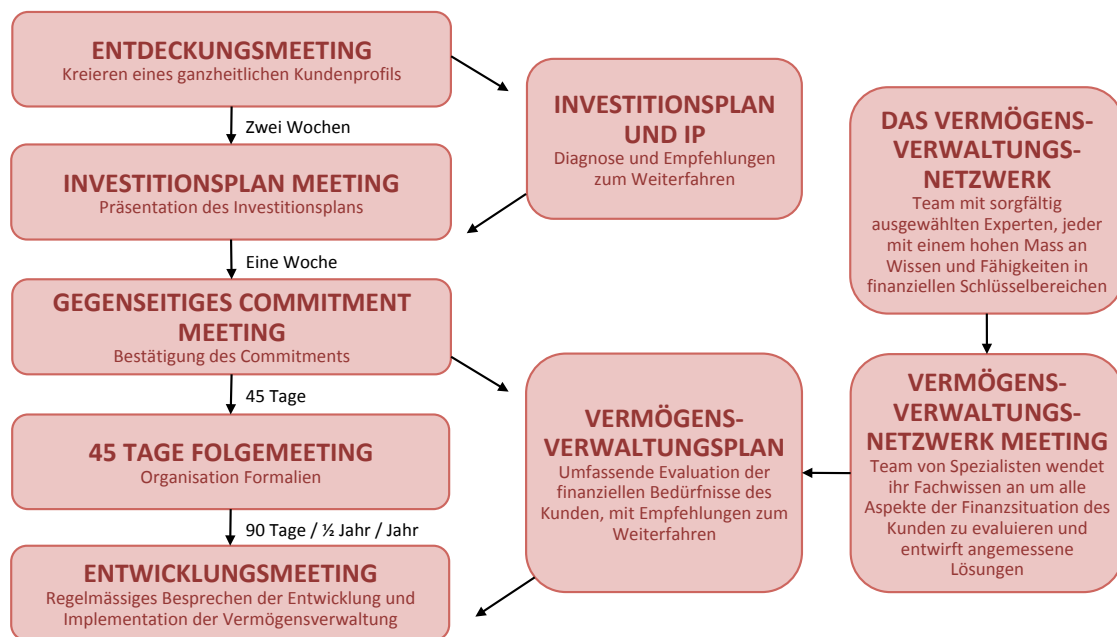 ENTDECKUNGSMEETING
Kreieren eines ganzheitlichen Kundenprofils
Zwei Wochen
INVESTITIONSPLAN MEETING
Präsentation des Investitionsplans
Eine Woche
GEGENSEITIGES COMMITMENT
MEETING
Bestätigung des Commitments
45 Tage
45 TAGE FOLGEMEETING
Organisation Formalien
90 Tage / ½ Jahr / Jahr
ENTWICKLUNGSMEETING
Regelmässiges Besprechen der Entwicklung und
Implementation der Vermögensverwaltung
INVESTITIONSPLAN
UND IP
Diagnose und Empfehlungen
zum Weiterfahren
VERMÖGENS-
VERWALTUNGSPLAN
Umfassende Evaluation der
finanziellen Bedürfnisse des
Kunden, mit Empfehlungen zum
Weiterfahren
DAS VERMÖGENS-
VERWALTUNGS-
NETZWERK
Team mit sorgfältig
ausgewählten Experten, jeder
mit einem hohen Mass an
Wissen und Fähigkeiten in
finanziellen Schlüsselbereichen
VERMÖGENS-
VERWALTUNGS-
NETZWERK MEETING
Team von Spezialisten wendet
ihr Fachwissen an um alle
Aspekte der Finanzsituation des
Kunden zu evaluieren und
entwirft angemessene
Lösungen